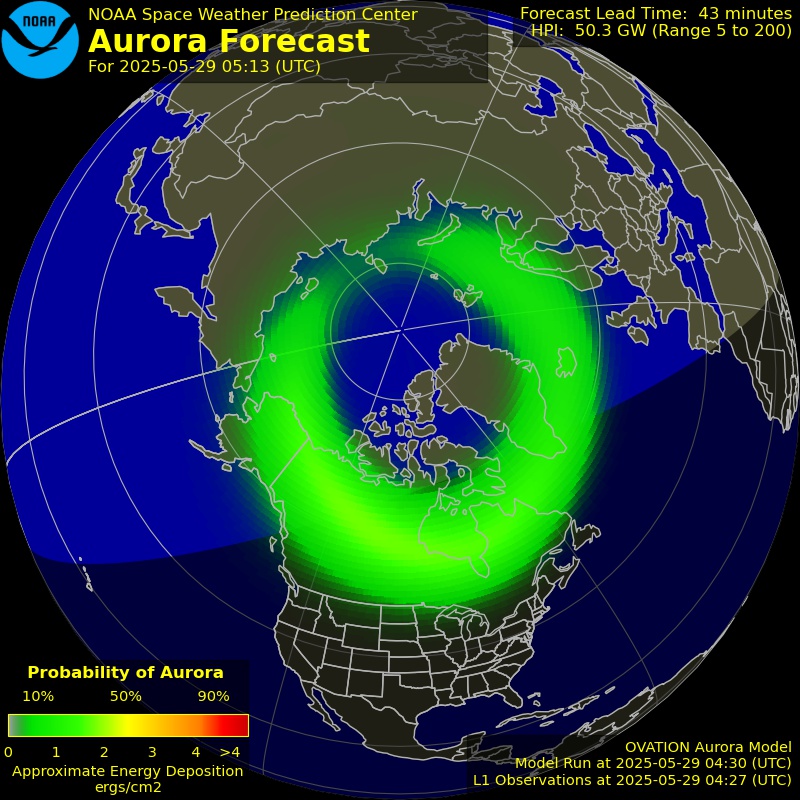 NOAA
NOAA Space Weather Prediction Center
Aurora Forecast
For 2025-05-29 05:13 (UTC)
Forecast Lead Time: 43 minutes
HPI: 50.3 GW (Range 5 to 200)
Probability of Aurora
10% 50% 90%
0 1 2 3 4 >4
Approximate Energy Deposition
ergs/cm2
OVATION Aurora Model
Model Run at 2025-05-29 04:30 (UTC)
L1 Observations at 2025-05-29 04:27 (UTC)